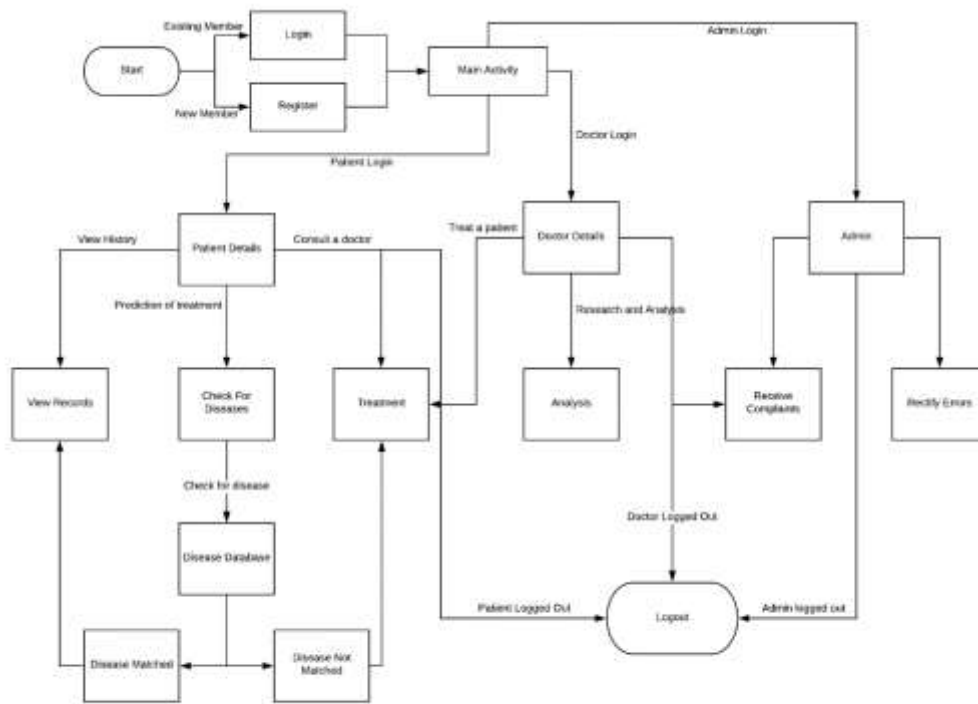 Existing Member
Login
Admin Login
Start
Main Activity
Register
New Member
Doctor Login
Patient Login
View History
Patient Details
Consult a doctor
Treat a patient
Doctor Details
Admin
Prediction of treatment
Research and Analysis
View Records
Check For
Diseases
Treatment
Analysis
Receive
Complaints
Rectify Errors
Check for disease
Doctor Logged Out
Disease Database
Patient Logged Out
Logout
Admin logged out
Disease Matched
Disease Not
Matched